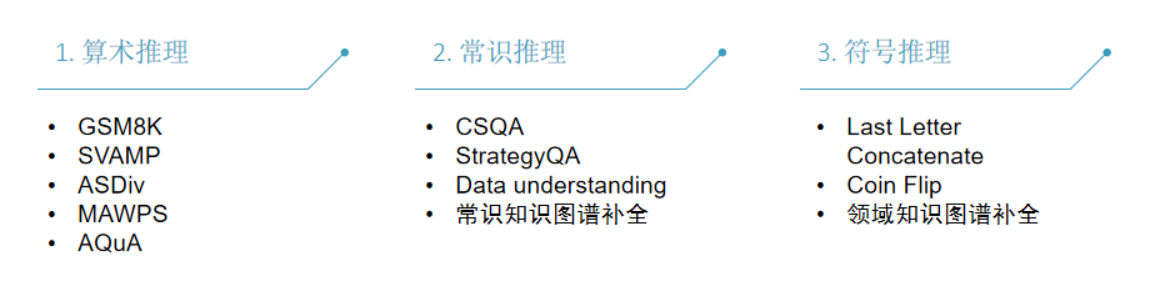 1. 算术推理
• GSM8K
• SVAMP
• ASDiv
• MAWPS
• AQuA
2. 常识推理
• CSQA
• StrategyQA
• Data understanding
• 常识知识图谱补全
3. 符号推理
• Last Letter
Concatenate
• Coin Flip
• 领域知识图谱补全